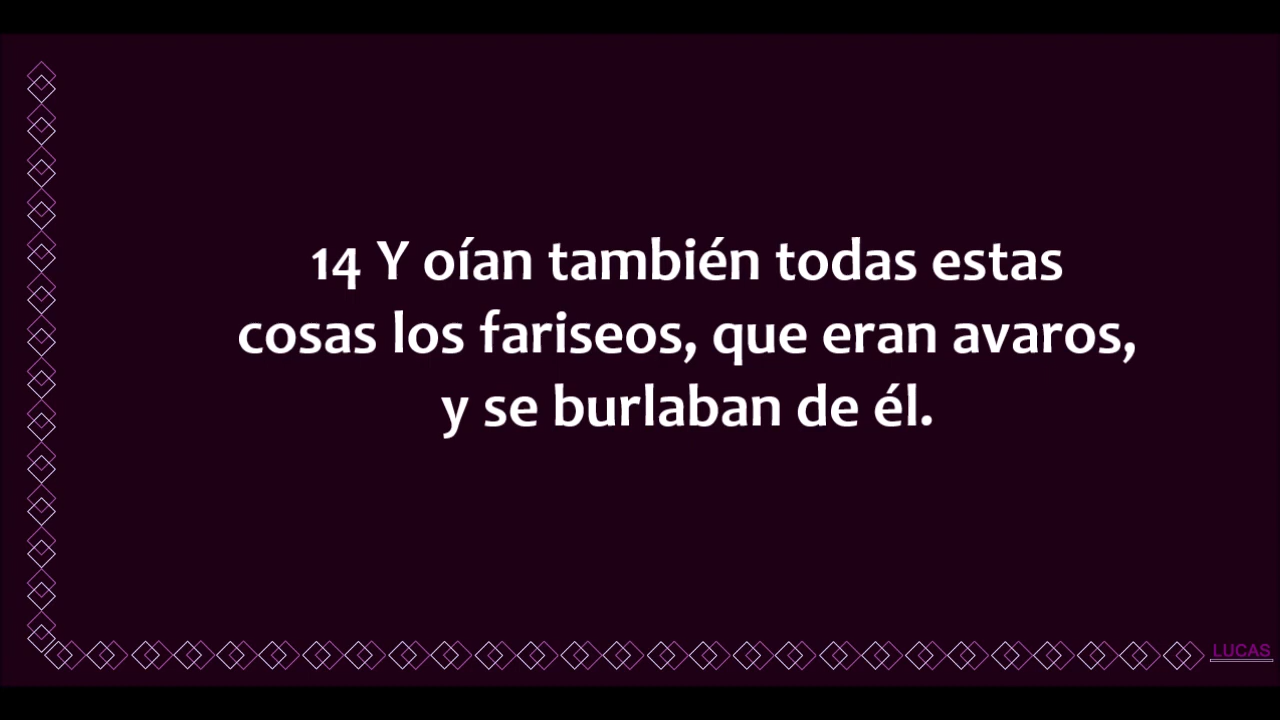 14 Y oían también todas estas
cosas los fariseos, que eran avaros,
y se burlaban de él.
LUCAS